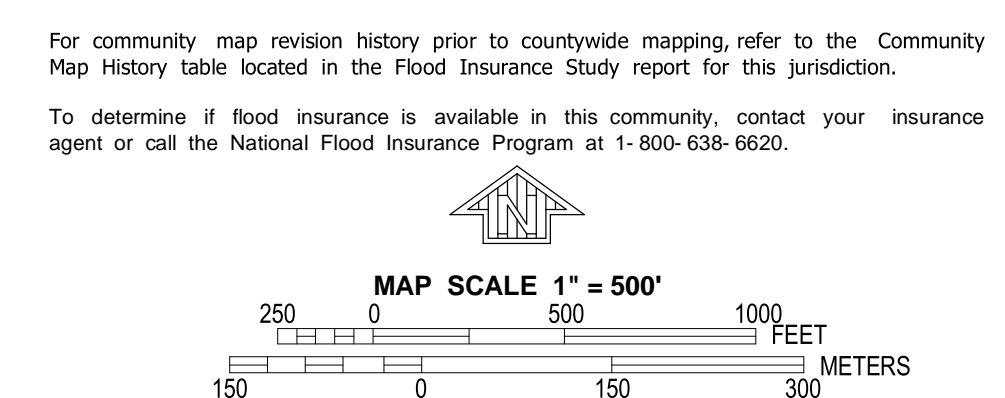 For community map revision history prior to countywide mapping, refer to the Community
Map History table located in the Flood Insurance Study report for this jurisdiction.
To determine if flood insurance is available in this community, contact your insurance
agent or call the National Flood Insurance Program at 1- 800- 638- 6620.
N
MAP SCALE 1" = 500'
250 0 500 1000
FEET
METERS
150 0 150 300